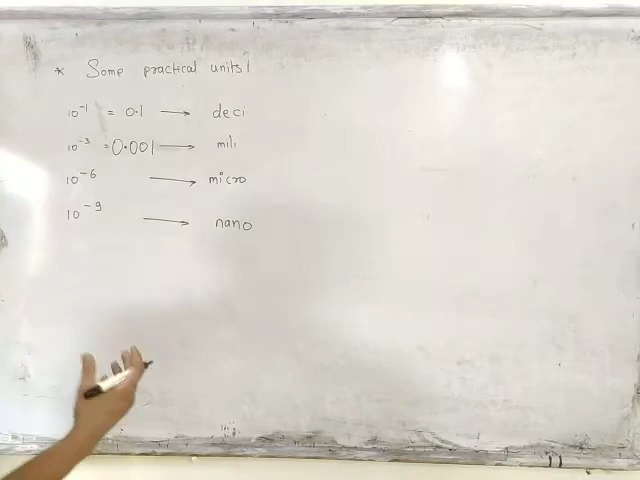 * Some practical units!
10⁻¹ = 0.1 → deci
10⁻³ = 0.001 → mili
10⁻⁶ → micro
10⁻⁹ → nano